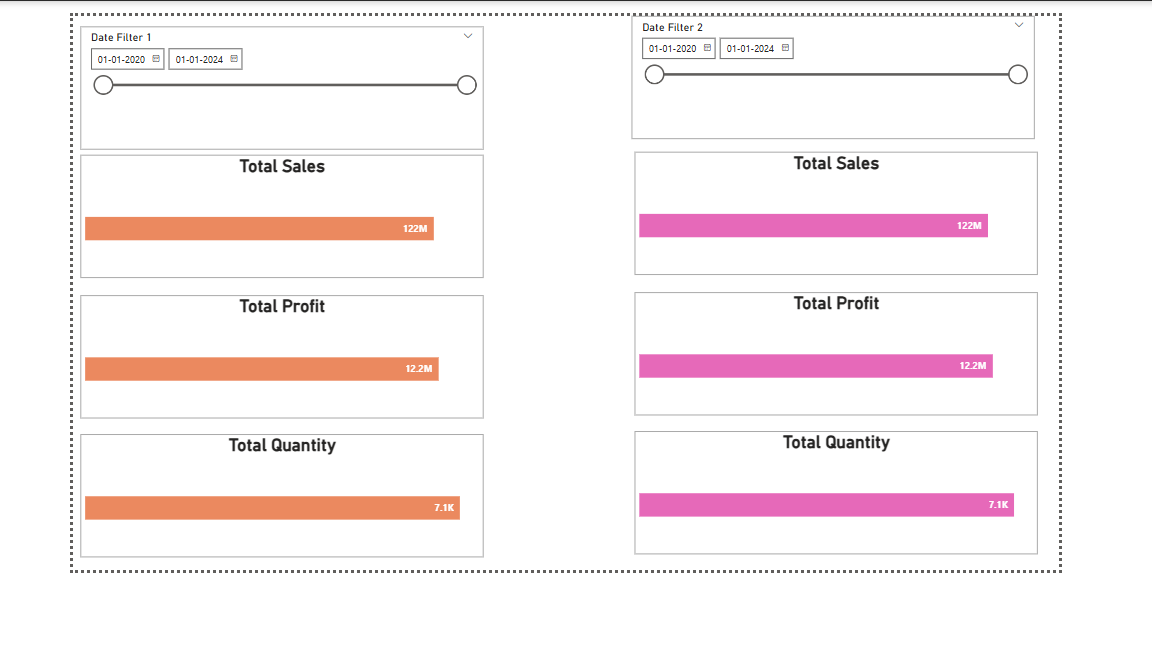 Date Filter 1
01-01-2020 01-01-2024
Total Sales
122M
Total Profit
12.2M
Total Quantity
7.1K
Date Filter 2
01-01-2020 01-01-2024
Total Sales
122M
Total Profit
12.2M
Total Quantity
7.1K